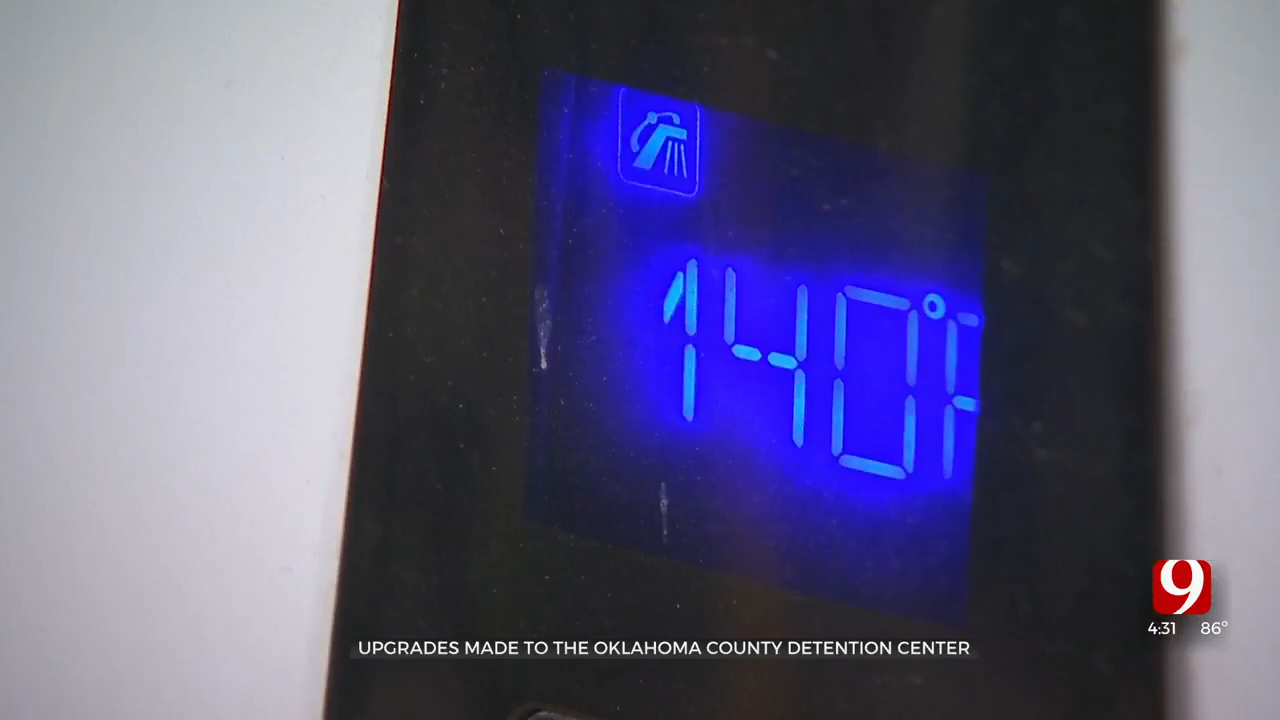 140°F
9
4:31 86°
UPGRADES MADE TO THE OKLAHOMA COUNTY DETENTION CENTER